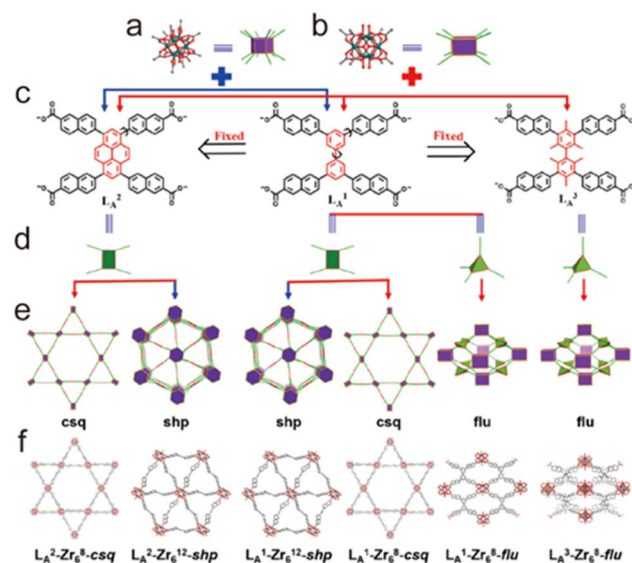 a
b
c
Fixed
Fixed
L_A^2
L_A^1
L_A^3
d
e
csq
shp
shp
csq
flu
flu
f
L_A^2-Zr_6^8-csq
L_A^2-Zr_6^12-shp
L_A^1-Zr_6^12-shp
L_A^1-Zr_6^8-csq
L_A^1-Zr_6^8-flu
L_A^3-Zr_6^8-flu